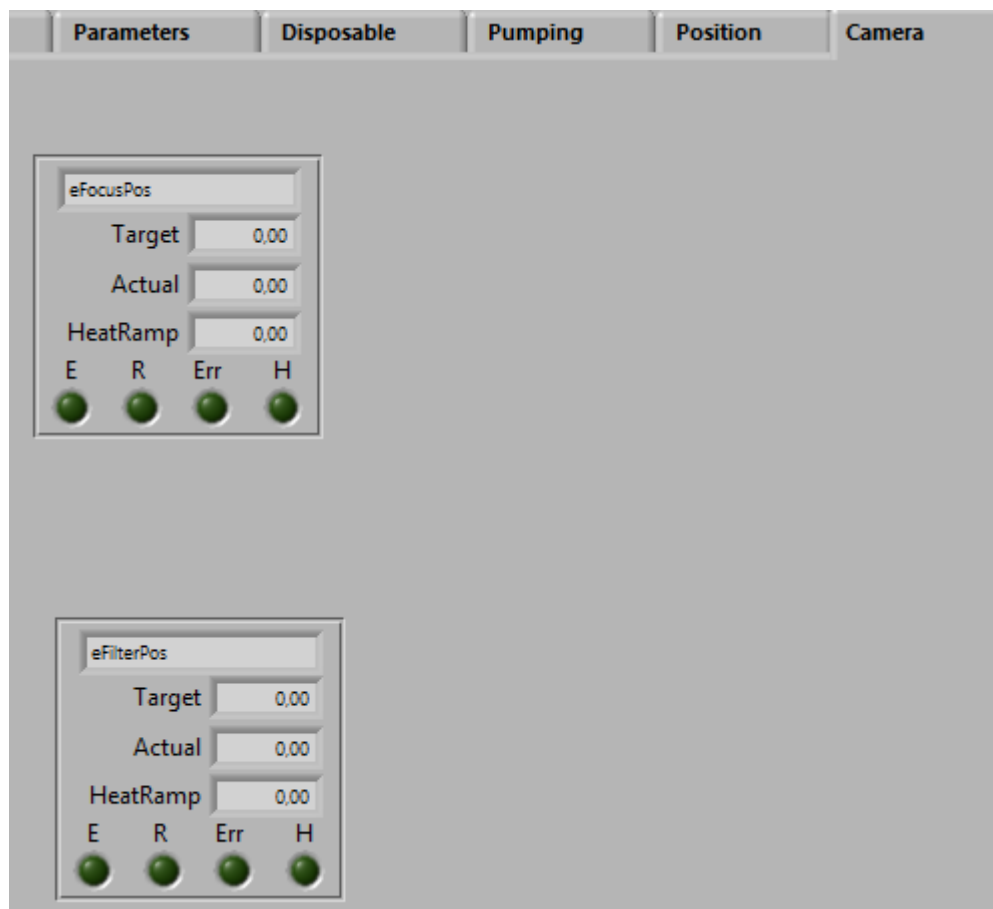 Parameters Disposable Pumping Position Camera
eFocusPos
Target 0,00
Actual 0,00
HeatRamp 0,00
E R Err H
eFilterPos
Target 0,00
Actual 0,00
HeatRamp 0,00
E R Err H